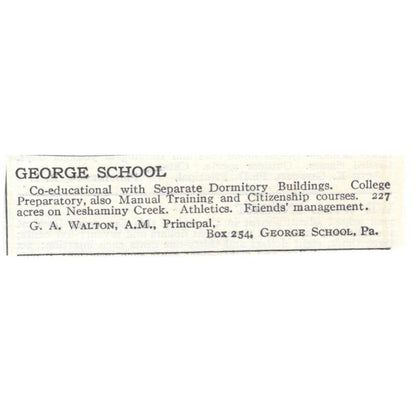 GEORGE SCHOOL
Co-educational with Separate Dormitory Buildings. College
Preparatory, also Manual Training and Citizenship courses. 227
acres on Neshaminy Creek. Athletics. Friends' management.
G. A. WALTON, A.M., Principal,
Box 254, GEORGE SCHOOL, Pa.